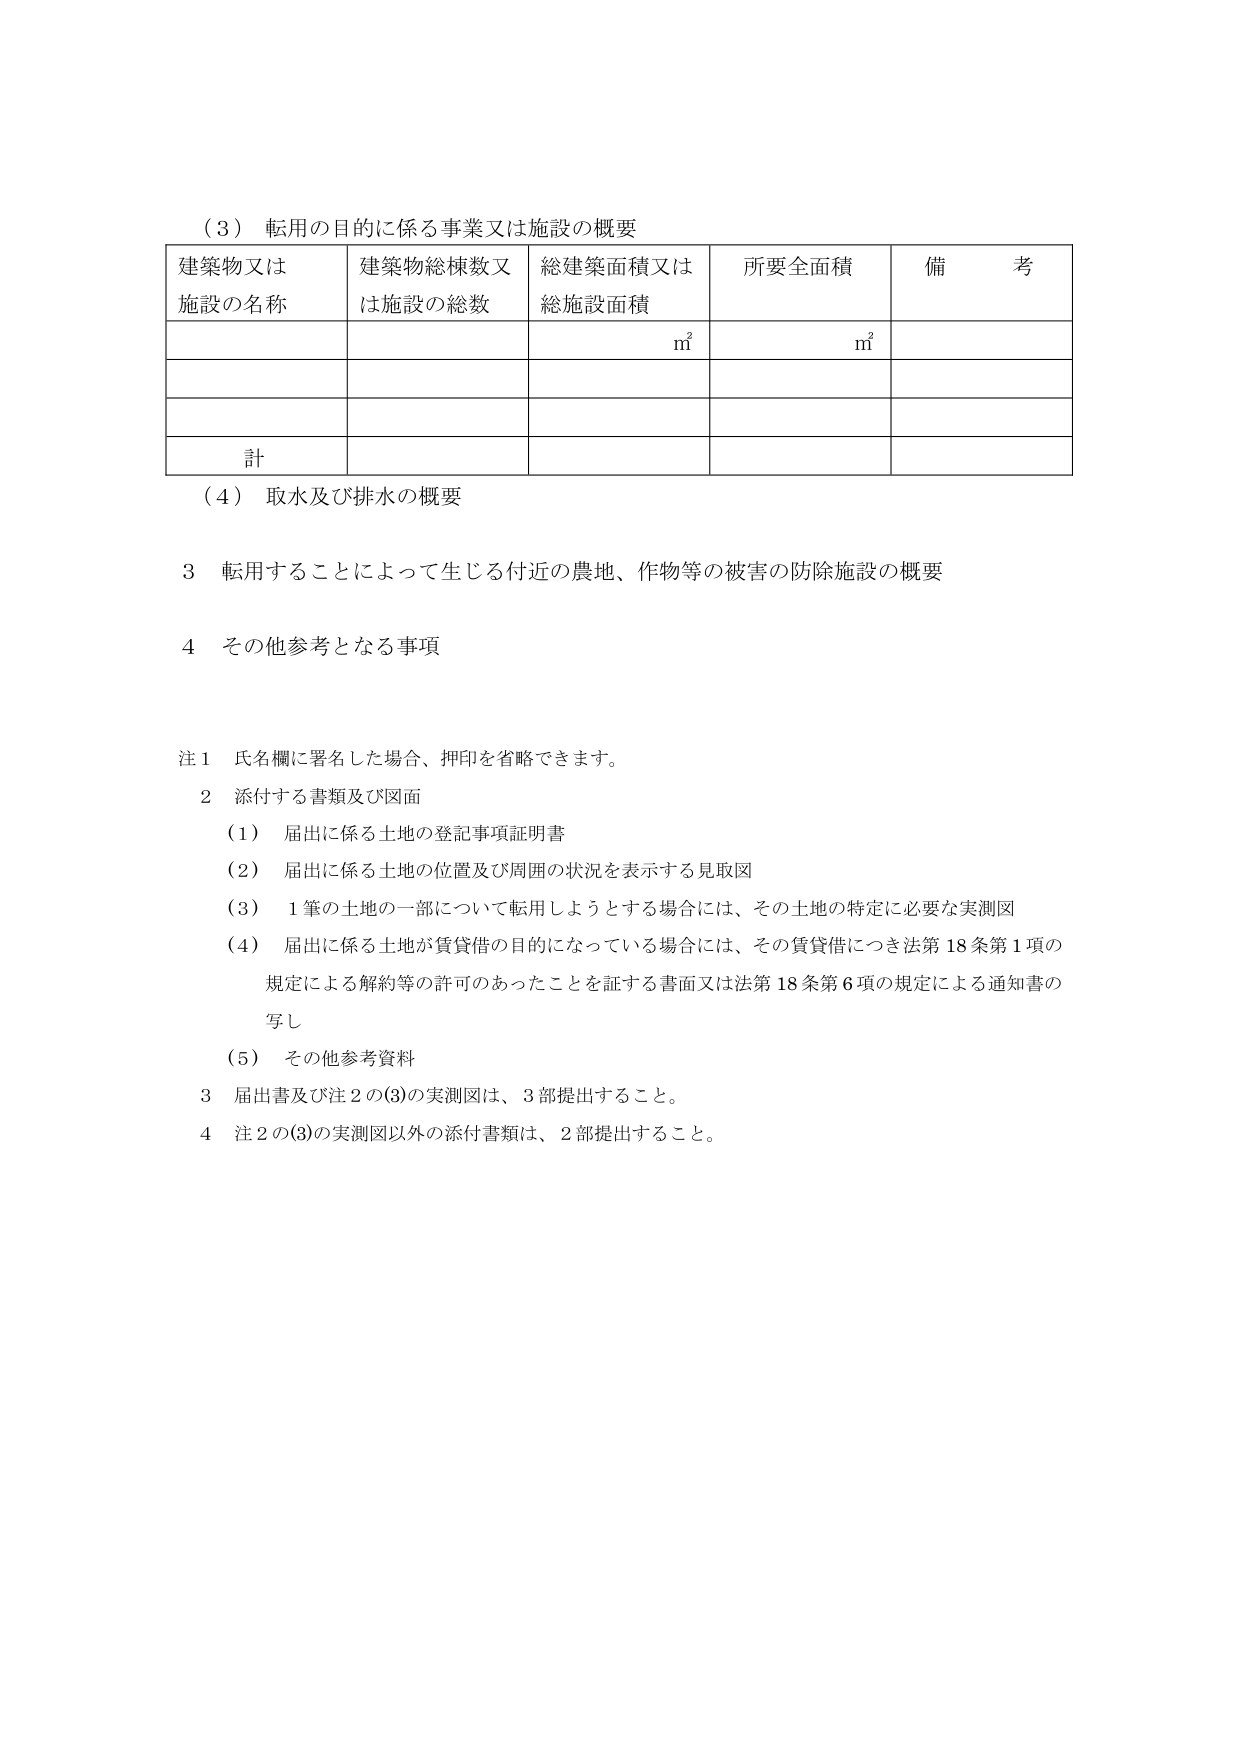 （３）　転用の目的に係る事業又は施設の概要
建築物又は　建築物総棟数又　総建築面積又は　所要全面積　備　　　考
施設の名称　は施設の総数　総施設面積
㎡　㎡
計
（４）　取水及び排水の概要
３　転用することによって生じる付近の農地、作物等の被害の防除施設の概要
４　その他参考となる事項
注１　氏名欄に署名した場合、押印を省略できます。
２　添付する書類及び図面
（１）　届出に係る土地の登記事項証明書
（２）　届出に係る土地の位置及び周囲の状況を表示する見取図
（３）　１筆の土地の一部について転用しようとする場合には、その土地の特定に必要な実測図
（４）　届出に係る土地が賃貸借の目的になっている場合には、その賃貸借につき法第 18 条第１項の
規定による解約等の許可のあったことを証する書面又は法第 18 条第６項の規定による通知書の
写し
（５）　その他参考資料
３　届出書及び注２の(3)の実測図は、３部提出すること。
４　注２の(3)の実測図以外の添付書類は、２部提出すること。